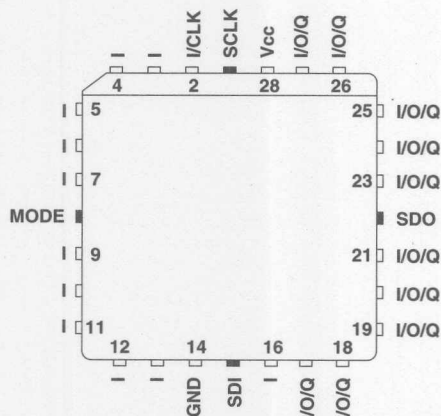 I I I/CLK SCLK Vcc I/O/Q I/O/Q
4 2 28 26
I 5 25 I/O/Q
I I/O/Q
I 7 23 I/O/Q
MODE SDO
I 9 21 I/O/Q
I I/O/Q
I 11 19 I/O/Q
12 14 16 18
I I GND SDI I I/O/Q I/O/Q